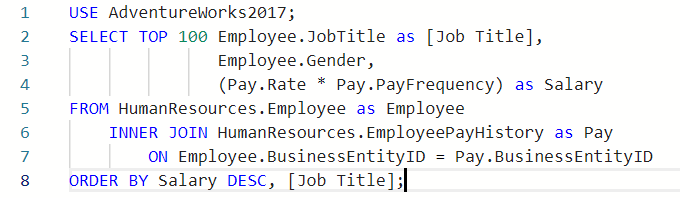 1 USE AdventureWorks2017;
2 SELECT TOP 100 Employee.JobTitle as [Job Title],
3 Employee.Gender,
4 (Pay.Rate * Pay.PayFrequency) as Salary
5 FROM HumanResources.Employee as Employee
6 INNER JOIN HumanResources.EmployeePayHistory as Pay
7 ON Employee.BusinessEntityID = Pay.BusinessEntityID
8 ORDER BY Salary DESC, [Job Title];